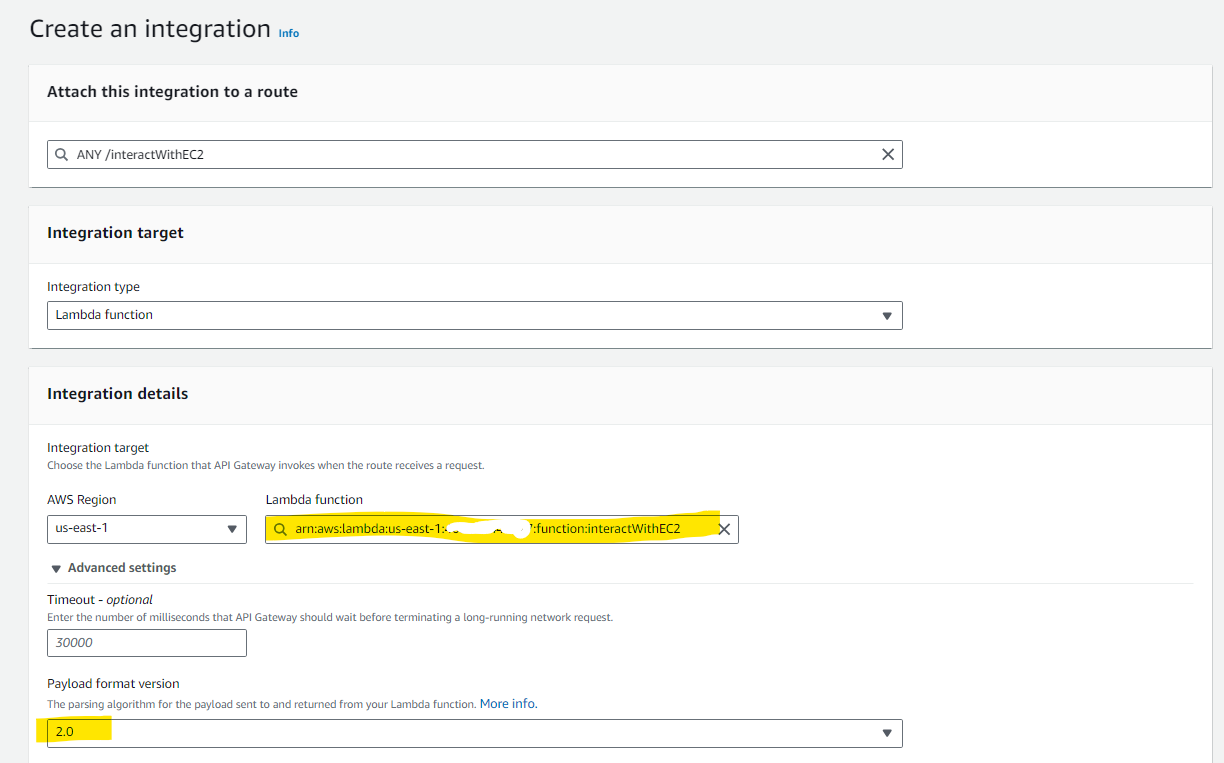 Create an integration Info
Attach this integration to a route
ANY /interactWithEC2
Integration target
Integration type
Lambda function
Integration details
Integration target
Choose the Lambda function that API Gateway invokes when the route receives a request.
AWS Region Lambda function
us-east-1 arn:aws:lambda:us-east-1: :function:interactWithEC2
Advanced settings
Timeout - optional
Enter the number of milliseconds that API Gateway should wait before terminating a long-running network request.
30000
Payload format version
The parsing algorithm for the payload sent to and returned from your Lambda function. More info.
2.0